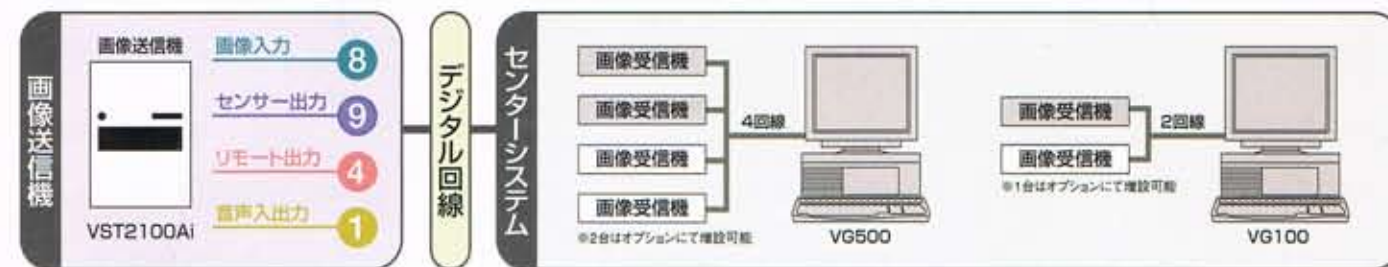 画像送信機
画像送信機
VST2100Ai
画像入力
8
センサー出力
9
リモート出力
4
音声入出力
1
デジタル回線
センターシステム
画像受信機
画像受信機
画像受信機
画像受信機
※2台はオプションにて増設可能
4回線
VG500
画像受信機
画像受信機
※1台はオプションにて増設可能
2回線
VG100